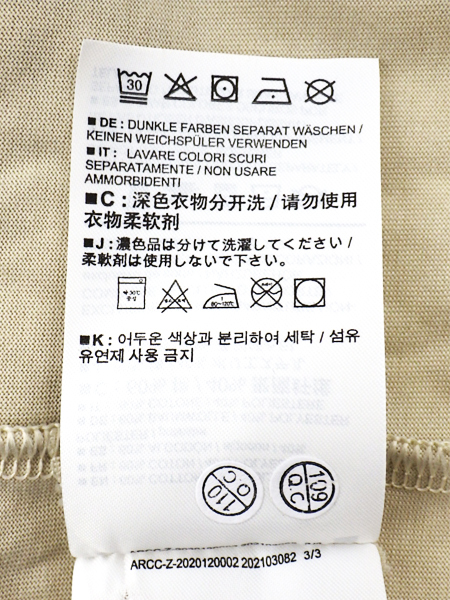 30
■ DE : DUNKLE FARBEN SEPARAT WÄSCHEN /
KEINEN WEICHSPÜLER VERWENDEN
■ IT : LAVARE COLORI SCURI
SEPARATAMENTE / NON USARE
AMMORBIDENTI
■ C : 深色衣物分开洗 / 请勿使用
衣物柔软剂
■ J : 濃色品は分けて洗濯してください /
柔軟剤は使用しないで下さい。
■ K : 어두운 색상과 분리하여 세탁 / 섬유
유연제 사용 금지
110
Q C
109
Q.C
ARCC-Z-2020120002 202103082 3/3